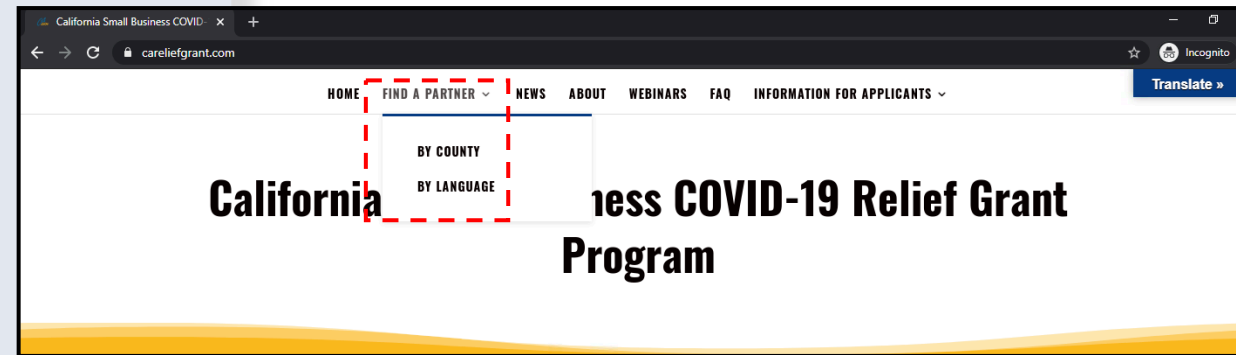 California Small Business COVID-
careliefgrant.com
Incognito
HOME FIND A PARTNER NEWS ABOUT WEBINARS FAQ INFORMATION FOR APPLICANTS
Translate »
BY COUNTY
BY LANGUAGE
California ness COVID-19 Relief Grant
Program